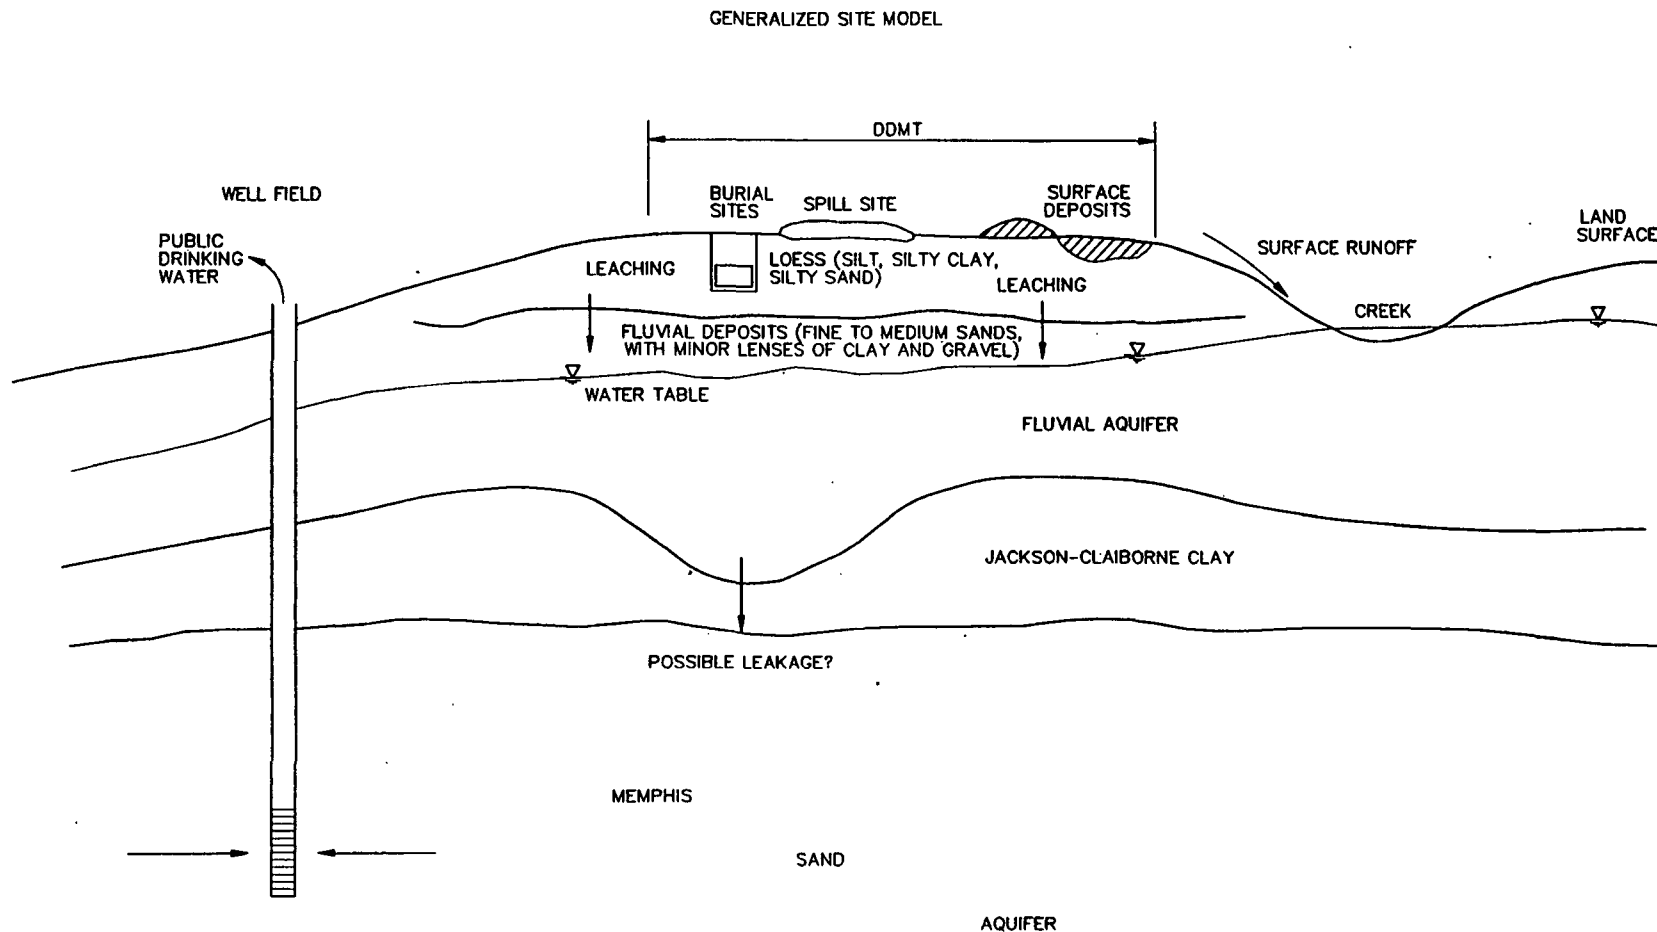 GENERALIZED SITE MODEL
DDMT
WELL FIELD
BURIAL
SITES
SPILL SITE
SURFACE
DEPOSITS
LAND
SURFACE
PUBLIC
DRINKING
WATER
SURFACE RUNOFF
LEACHING
LOESS (SILT, SILTY CLAY,
SILTY SAND)
LEACHING
CREEK
FLUVIAL DEPOSITS (FINE TO MEDIUM SANDS,
WITH MINOR LENSES OF CLAY AND GRAVEL)
WATER TABLE
FLUVIAL AQUIFER
JACKSON-CLAIBORNE CLAY
POSSIBLE LEAKAGE?
MEMPHIS
SAND
AQUIFER